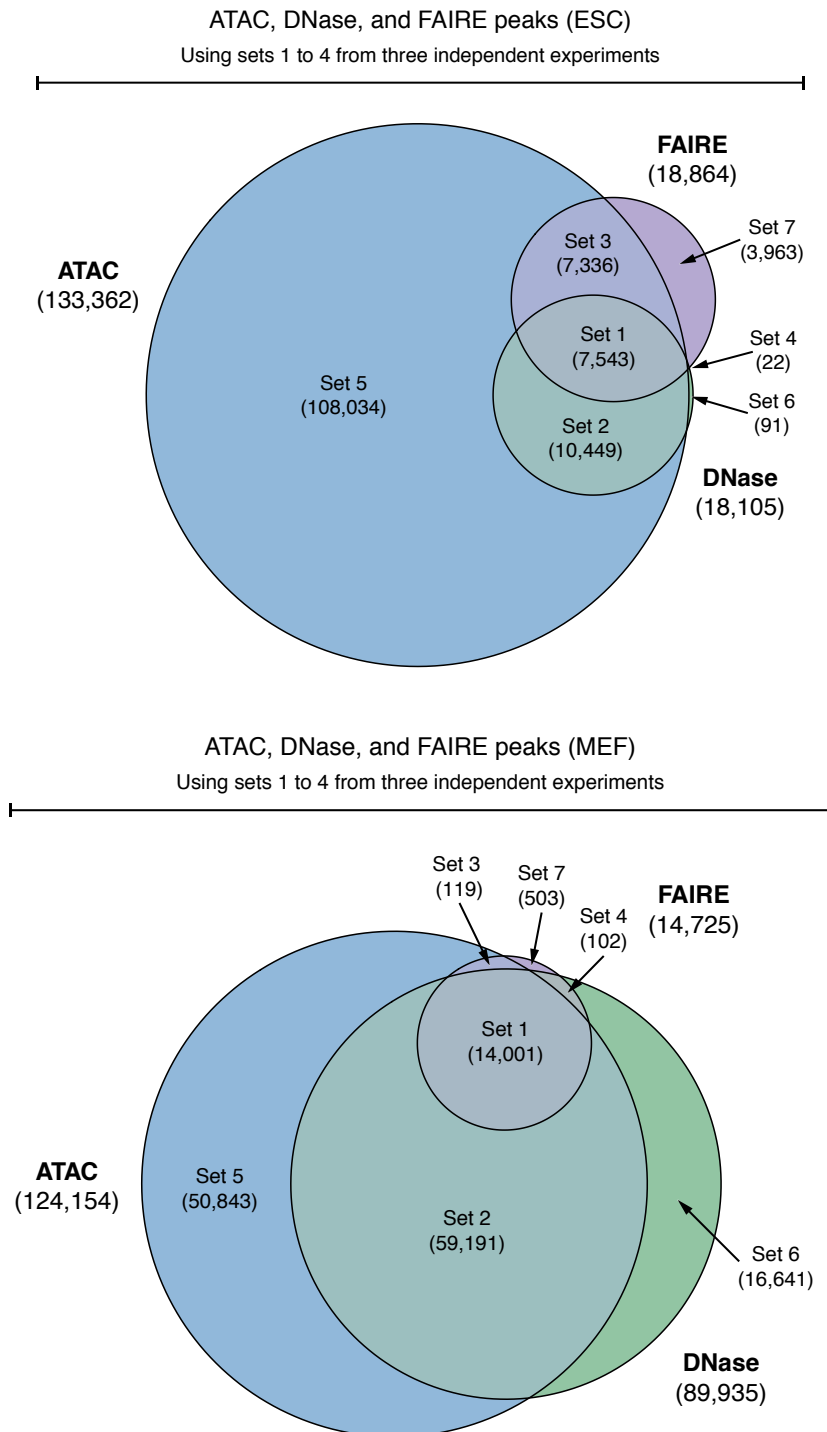 ATAC, DNase, and FAIRE peaks (ESC)
Using sets 1 to 4 from three independent experiments
FAIRE
(18,864)
Set 7
(3,963)
Set 3
(7,336)
ATAC
(133,362)
Set 1
(7,543)
Set 4
(22)
Set 5
(108,034)
Set 6
(91)
Set 2
(10,449)
DNase
(18,105)
ATAC, DNase, and FAIRE peaks (MEF)
Using sets 1 to 4 from three independent experiments
Set 3
(119)
Set 7
(503)
FAIRE
(14,725)
Set 4
(102)
Set 1
(14,001)
ATAC
(124,154)
Set 5
(50,843)
Set 2
(59,191)
Set 6
(16,641)
DNase
(89,935)